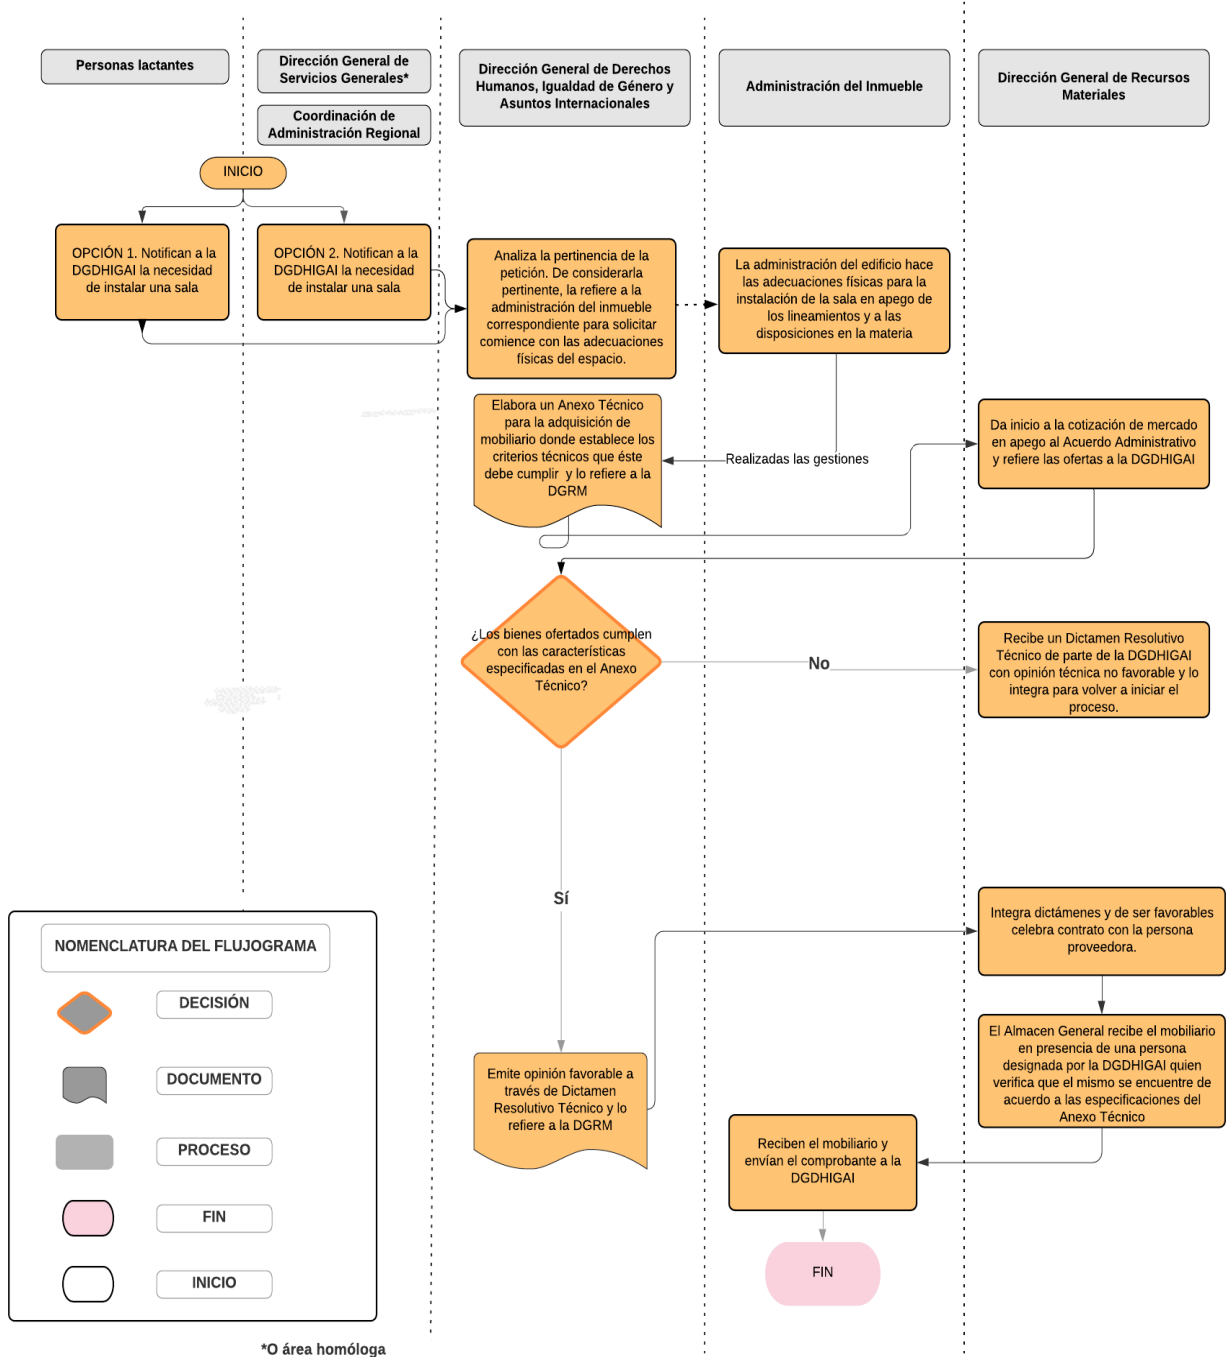 Personas lactantes
Dirección General de
Servicios Generales*
Coordinación de
Administración Regional
Dirección General de Derechos
Humanos, Igualdad de Género y
Asuntos Internacionales
Administración del Inmueble
Dirección General de Recursos
Materiales
INICIO
OPCIÓN 1. Notifican a la
DGDHIGAI la necesidad
de instalar una sala
OPCIÓN 2. Notifican a la
DGDHIGAI la necesidad
de instalar una sala
Analiza la pertinencia de la
petición. De considerarla
pertinente, la refiere a la
administración del inmueble
correspondiente para solicitar
comience con las adecuaciones
físicas del espacio.
La administración del edificio hace
las adecuaciones físicas para la
instalación de la sala en apego de
los lineamientos y a las
disposiciones en la materia
Elabora un Anexo Técnico
para la adquisición de
mobiliario donde establece los
criterios técnicos que éste
debe cumplir y lo refiere a la
DGRM
Realizadas las gestiones
Da inicio a la cotización de mercado
en apego al Acuerdo Administrativo
y refiere las ofertas a la DGDHIGAI
¿Los bienes ofertados cumplen
con las características
especificadas en el Anexo
Técnico?
No
Recibe un Dictamen Resolutivo
Técnico de parte de la DGDHIGAI
con opinión técnica no favorable y lo
integra para volver a iniciar el
proceso.
Sí
Integra dictámenes y de ser favorables
celebra contrato con la persona
proveedora.
El Almacen General recibe el mobiliario
en presencia de una persona
designada por la DGDHIGAI quien
verifica que el mismo se encuentre de
acuerdo a las especificaciones del
Anexo Técnico
Emite opinión favorable a
través de Dictamen
Resolutivo Técnico y lo
refiere a la DGRM
Reciben el mobiliario y
envían el comprobante a la
DGDHIGAI
FIN
NOMENCLATURA DEL FLUJOGRAMA
DECISIÓN
DOCUMENTO
PROCESO
FIN
INICIO
*O área homóloga